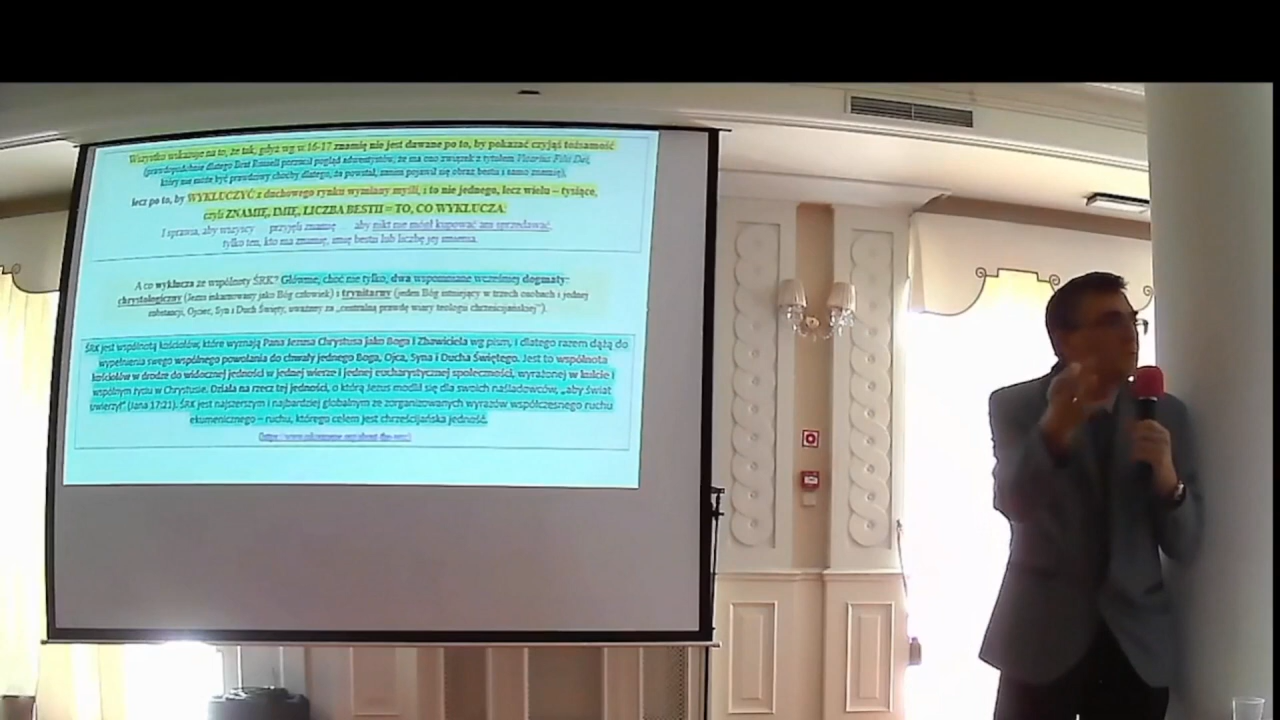 Wszystko wskazuje na to, że tak, gdyż wg w.16-17 znamię nie jest dawane po to, by pokazać czyjąś tożsamość
(prawdopodobnie dlatego Brat Russell porzucił pogląd adwentystów, że ma ono związek z tytułem Vicarius Filii Dei,
który nie może być prawdziwy choćby dlatego, że powstał, zanim pojawił się obraz bestii i samo znamię),
lecz po to, by WYKLUCZYĆ z duchowego rynku wymiany myśli, i to nie jednego, lecz wielu – tysiące,
czyli ZNAMIĘ, IMIĘ, LICZBA BESTII = TO, CO WYKLUCZA:
I sprawia, aby wszyscy przyjęli znamię aby nikt nie mógł kupować ani sprzedawać,
tylko ten, kto ma znamię, imię bestii lub liczbę jej imienia.
A co wyklucza ze wspólnoty ŚRK? Głównie, choć nie tylko, dwa wspomniane wcześniej dogmaty:
chrystologiczny (Jezus inkarnowany jako Bóg człowiek) i trynitarny (jeden Bóg istniejący w trzech osobach i jednej
substancji, Ojciec, Syn i Duch Święty, uważany za „centralną prawdę wiary teologii chrześcijańskiej”).
ŚRK jest wspólnotą kościołów, które wyznają Pana Jezusa Chrystusa jako Boga i Zbawiciela wg pism, i dlatego razem dążą do
wypełnienia swego wspólnego powołania do chwały jednego Boga, Ojca, Syna i Ducha Świętego. Jest to wspólnota
kościołów w drodze do widocznej jedności w jednej wierze i jednej eucharystycznej społeczności, wyrażonej w kulcie i
wspólnym życiu w Chrystusie. Działa na rzecz tej jedności, o którą Jezus modlił się dla swoich naśladowców, „aby świat
uwierzył” (Jana 17:21). ŚRK jest najszerszym i najbardziej globalnym ze zorganizowanych wyrazów współczesnego ruchu
ekumenicznego – ruchu, którego celem jest chrześcijańska jedność.